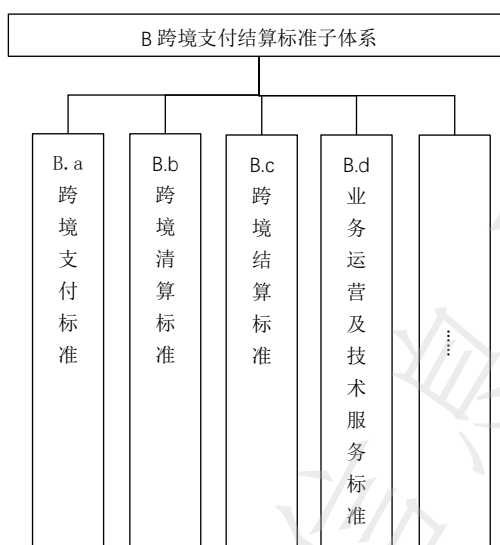 B 跨境支付结算标准子体系
B.a
跨
境
支
付
标
准
B.b
跨
境
清
算
标
准
B.c
跨
境
结
算
标
准
B.d
业
务
运
营
及
技
术
服
务
标
准
……